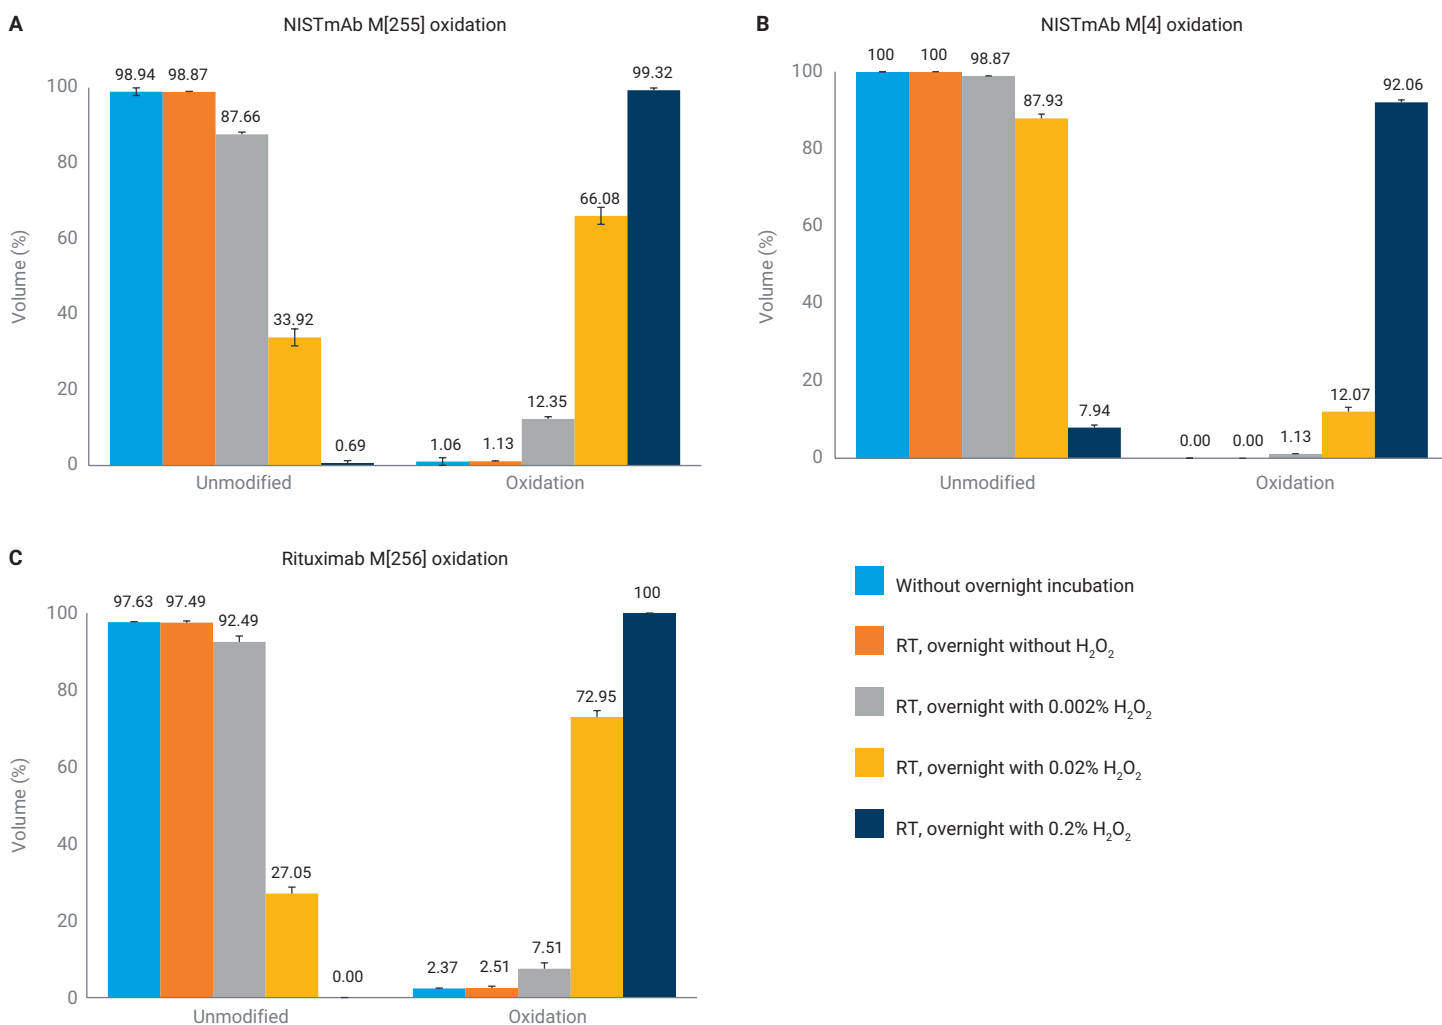 A
NISTmAb M[255] oxidation
Volume (%)
100
80
60
40
20
0
98.94
98.87
87.66
33.92
0.69
1.06
1.13
12.35
66.08
99.32
Unmodified
Oxidation
B
NISTmAb M[4] oxidation
Volume (%)
100
80
60
40
20
0
100
100
98.87
87.93
7.94
0.00
0.00
1.13
12.07
92.06
Unmodified
Oxidation
C
Rituximab M[256] oxidation
Volume (%)
100
80
60
40
20
0
97.63
97.49
92.49
27.05
0.00
2.37
2.51
7.51
72.95
100
Unmodified
Oxidation
Without overnight incubation
RT, overnight without H₂O₂
RT, overnight with 0.002% H₂O₂
RT, overnight with 0.02% H₂O₂
RT, overnight with 0.2% H₂O₂